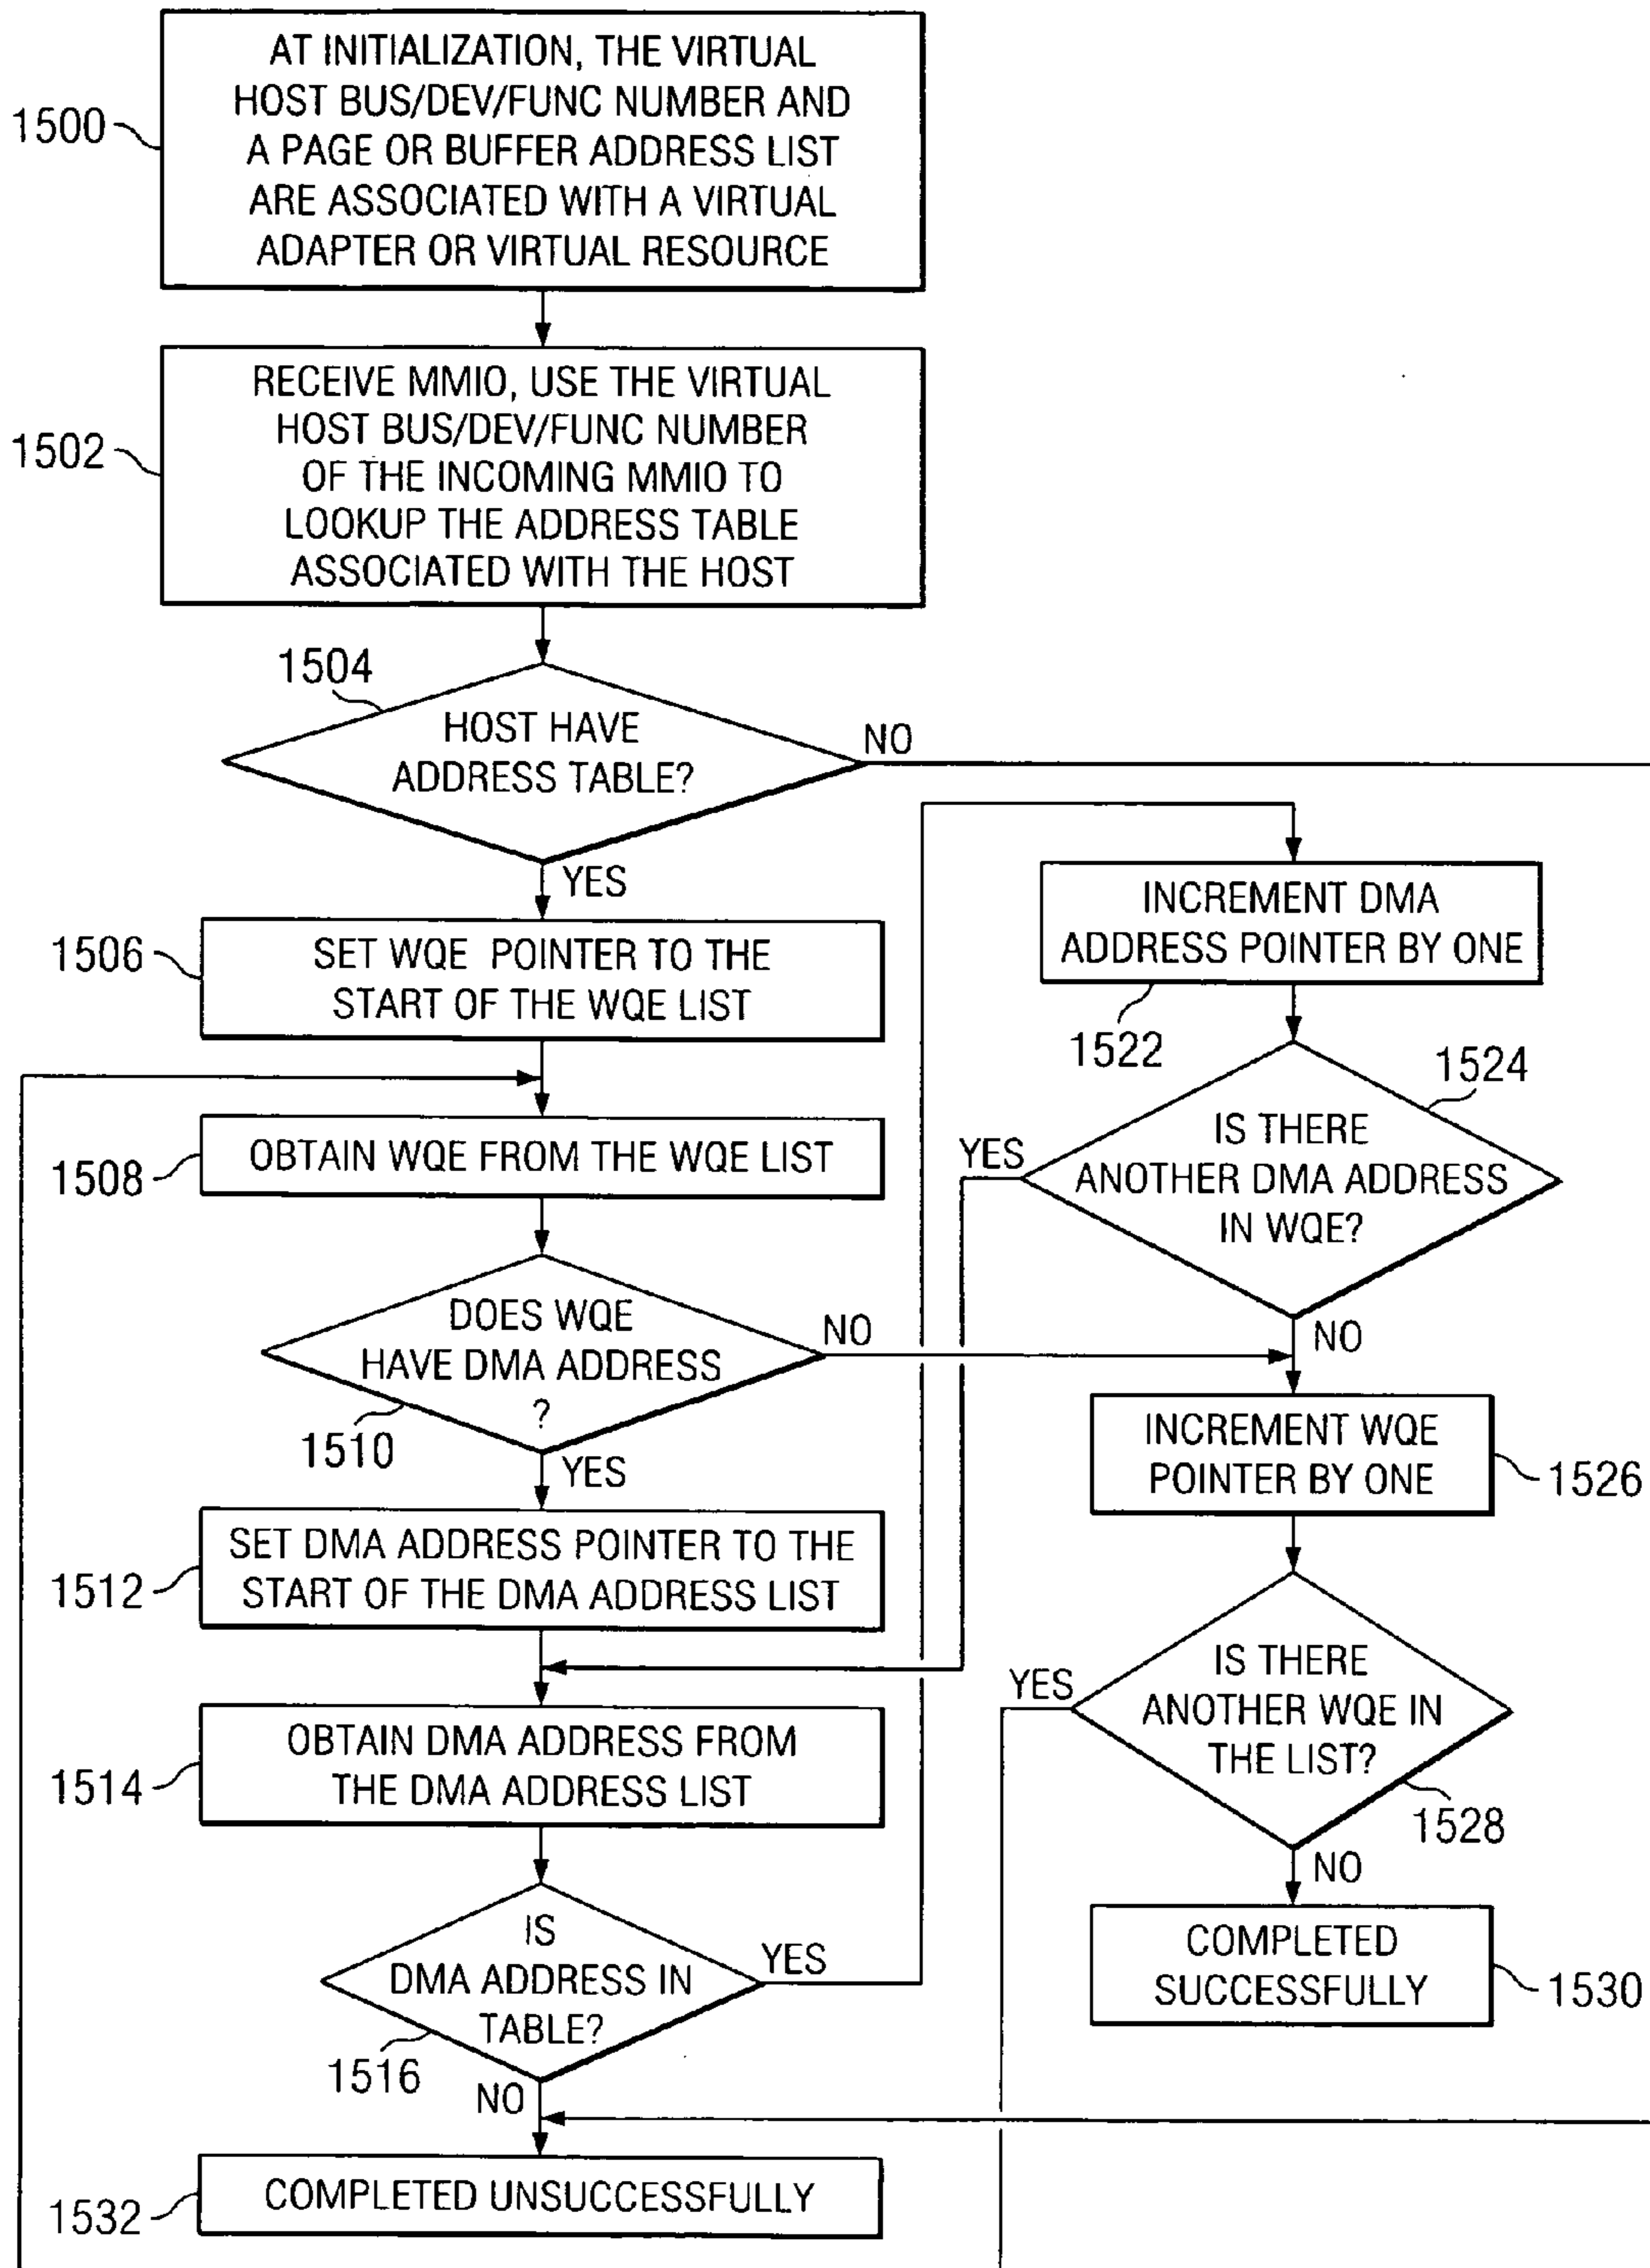 AT INITIALIZATION, THE VIRTUAL
HOST BUS/DEV/FUNC NUMBER AND
A PAGE OR BUFFER ADDRESS LIST
ARE ASSOCIATED WITH A VIRTUAL
ADAPTER OR VIRTUAL RESOURCE
1500
RECEIVE MMIO, USE THE VIRTUAL
HOST BUS/DEV/FUNC NUMBER
OF THE INCOMING MMIO TO
LOOKUP THE ADDRESS TABLE
ASSOCIATED WITH THE HOST
1502
1504
HOST HAVE
ADDRESS TABLE?
NO
YES
1506
SET WQE POINTER TO THE
START OF THE WQE LIST
1508
OBTAIN WQE FROM THE WQE LIST
DOES WQE
HAVE DMA ADDRESS
?
NO
1510
YES
1512
SET DMA ADDRESS POINTER TO THE
START OF THE DMA ADDRESS LIST
1514
OBTAIN DMA ADDRESS FROM
THE DMA ADDRESS LIST
IS
DMA ADDRESS IN
TABLE?
YES
1516
NO
1532
COMPLETED UNSUCCESSFULLY
INCREMENT DMA
ADDRESS POINTER BY ONE
1522
1524
IS THERE
ANOTHER DMA ADDRESS
IN WQE?
YES
NO
INCREMENT WQE
POINTER BY ONE
1526
IS THERE
ANOTHER WQE IN
THE LIST?
YES
1528
NO
COMPLETED
SUCCESSFULLY
1530